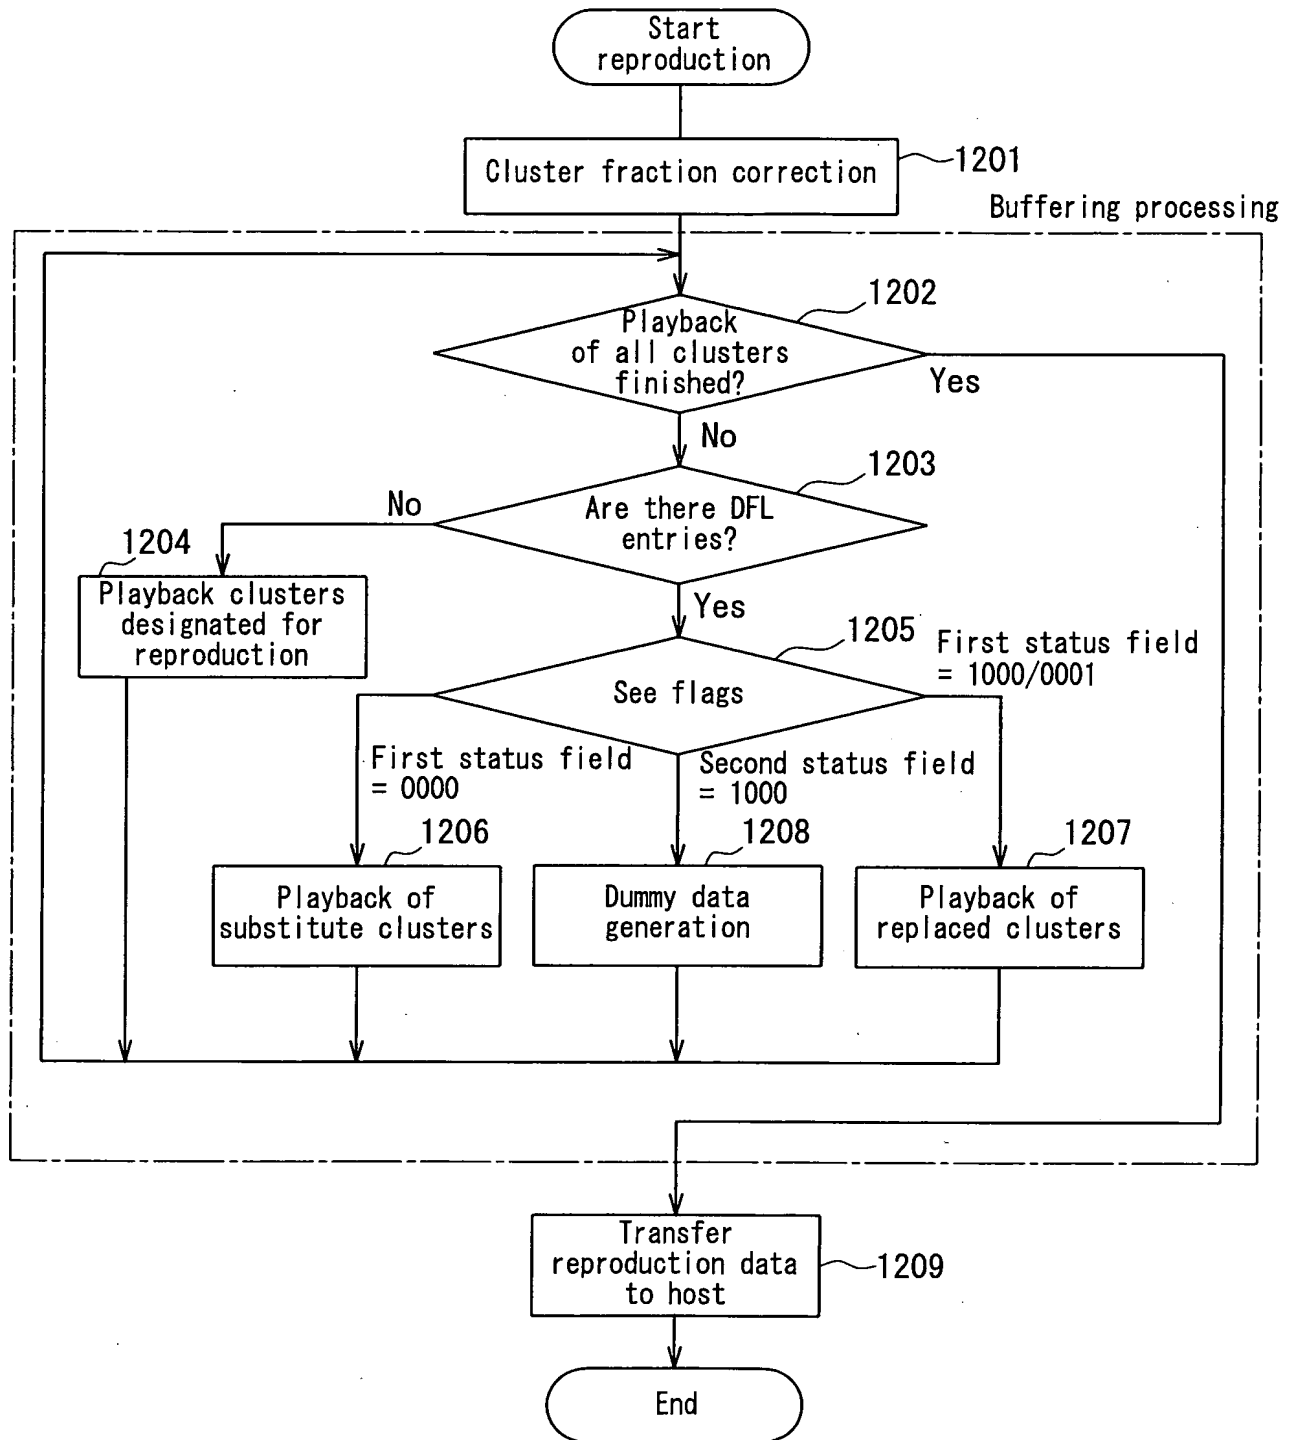 Start
reproduction
Cluster fraction correction
1201
Buffering processing
1202
Playback
of all clusters
finished?
Yes
No
1203
Are there DFL
entries?
No
1204
Playback clusters
designated for
reproduction
Yes
1205
First status field
= 1000/0001
See flags
First status field
= 0000
Second status field
= 1000
1206
1208
1207
Playback of
substitute clusters
Dummy data
generation
Playback of
replaced clusters
Transfer
reproduction data
to host
1209
End